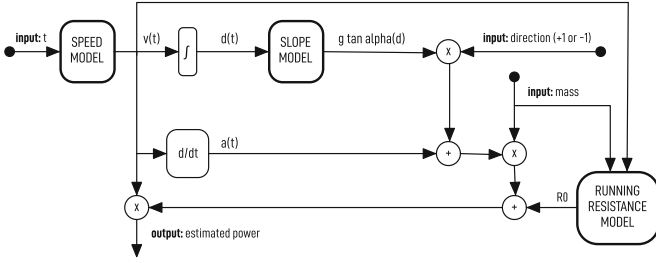 input: t
SPEED
MODEL
v(t)
∫
d(t)
SLOPE
MODEL
g tan alpha(d)
X
input: direction (+1 or -1)
input: mass
d/dt
a(t)
+
X
X
output: estimated power
+
R0
RUNNING
RESISTANCE
MODEL